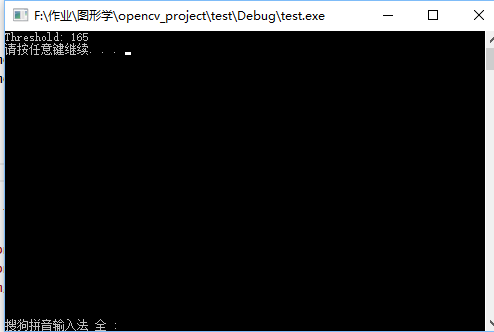 F:\作业\图形学\opencv_project\test\Debug\test.exe
Threshold: 165
请按任意键继续. . .
搜狗拼音输入法 全 :